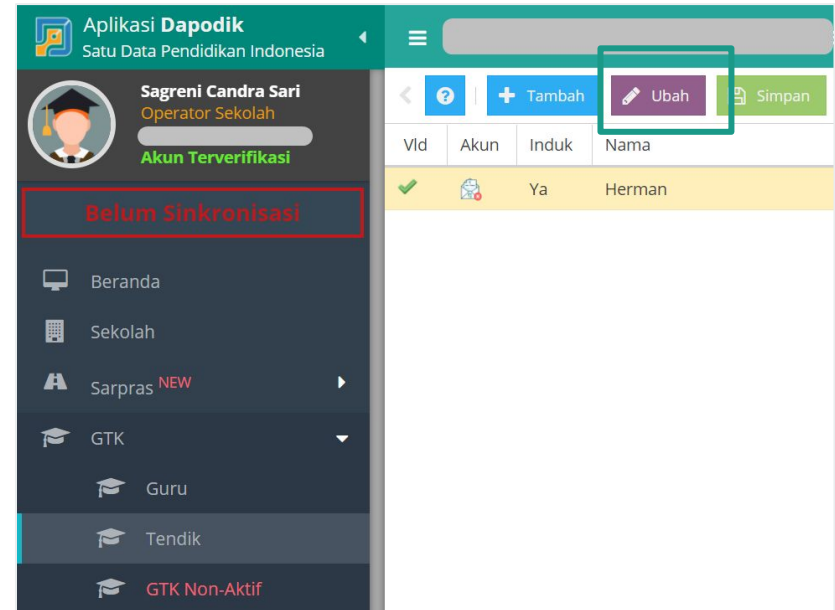 Aplikasi Dapodik
Satu Data Pendidikan Indonesia
Sagreni Candra Sari
Operator Sekolah
Akun Terverifikasi
Belum Sinkronisasi
Beranda
Sekolah
Sarpras NEW
GTK
Guru
Tendik
GTK Non-Aktif
Tambah Ubah Simpan
Vld Akun Induk Nama
Ya Herman